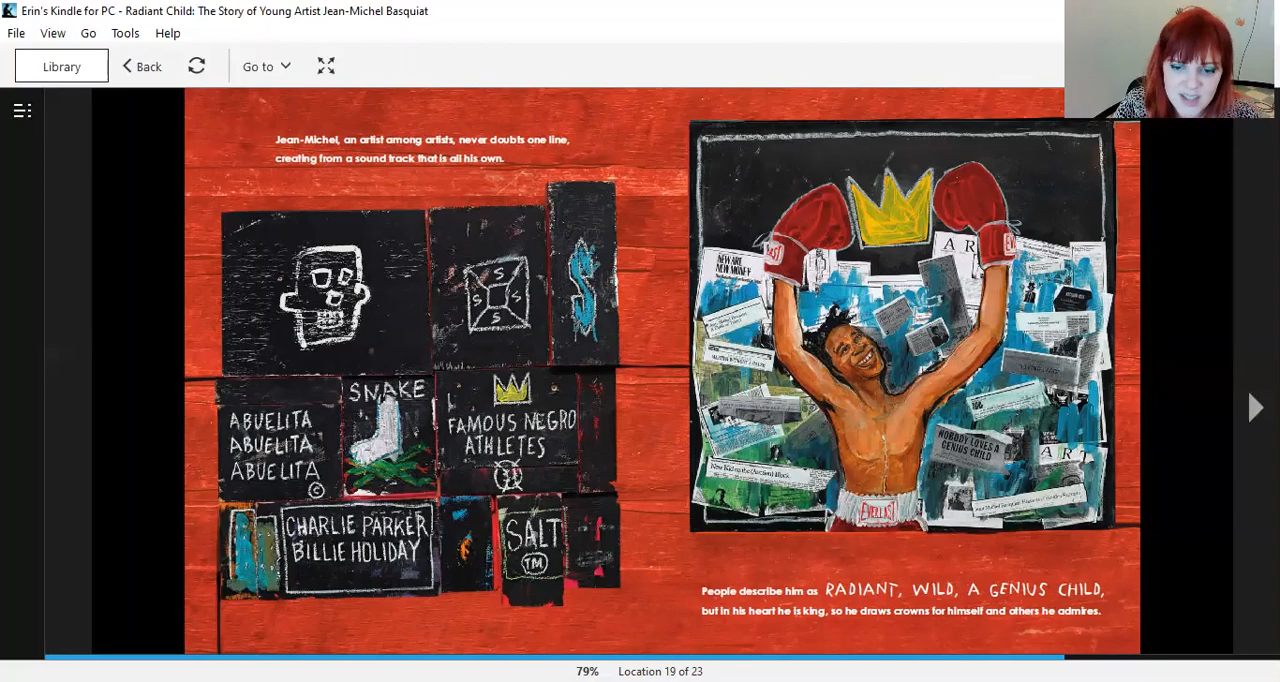 Erin's Kindle for PC - Radiant Child: The Story of Young Artist Jean-Michel Basquiat
File View Go Tools Help
Library Back Go to
Jean-Michel, an artist among artists, never doubts one line,
creating from a sound track that is all his own.
S
S S
S
$
ABUELITA
ABUELITA
ABUELITA
©
SNAKE
FAMOUS NEGRO
ATHLETES
CHARLIE PARKER
BILLIE HOLIDAY
SALT
TM
NEW ART
NEW MONEY
AR
NOBODY LOVES A
GENIUS CHILD
ART
EVERLAST
People describe him as RADIANT, WILD, A GENIUS CHILD,
but in his heart he is king, so he draws crowns for himself and others he admires.
79% Location 19 of 23